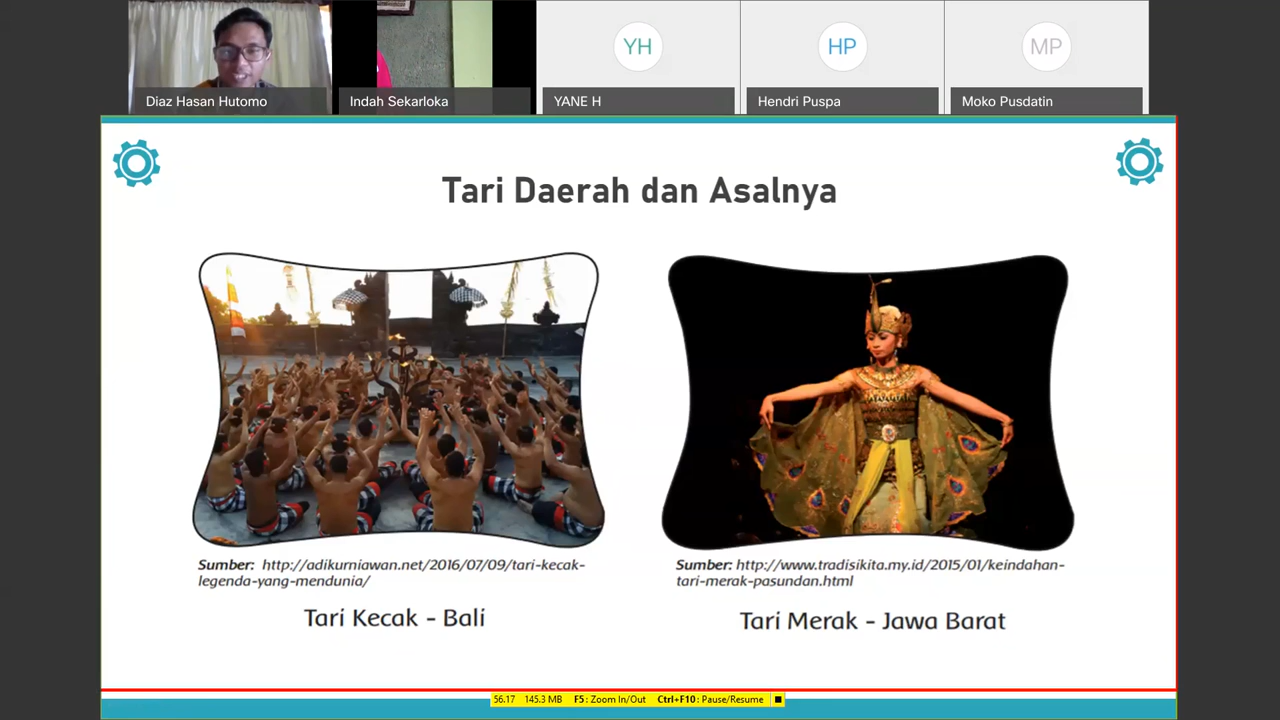 YH
HP
MP
Diaz Hasan Hutomo
Indah Sekarloka
YANE H
Hendri Puspa
Moko Pusdatin
Tari Daerah dan Asalnya
Sumber: http://adikurniawan.net/2016/07/09/tari-kecak-
legenda-yang-mendunia/
Tari Kecak - Bali
Sumber: http://www.tradisikita.my.id/2015/01/keindahan-
tari-merak-pasundan.html
Tari Merak - Jawa Barat
56.17 145.3 MB F5: Zoom In/Out Ctrl+F10: Pause/Resume